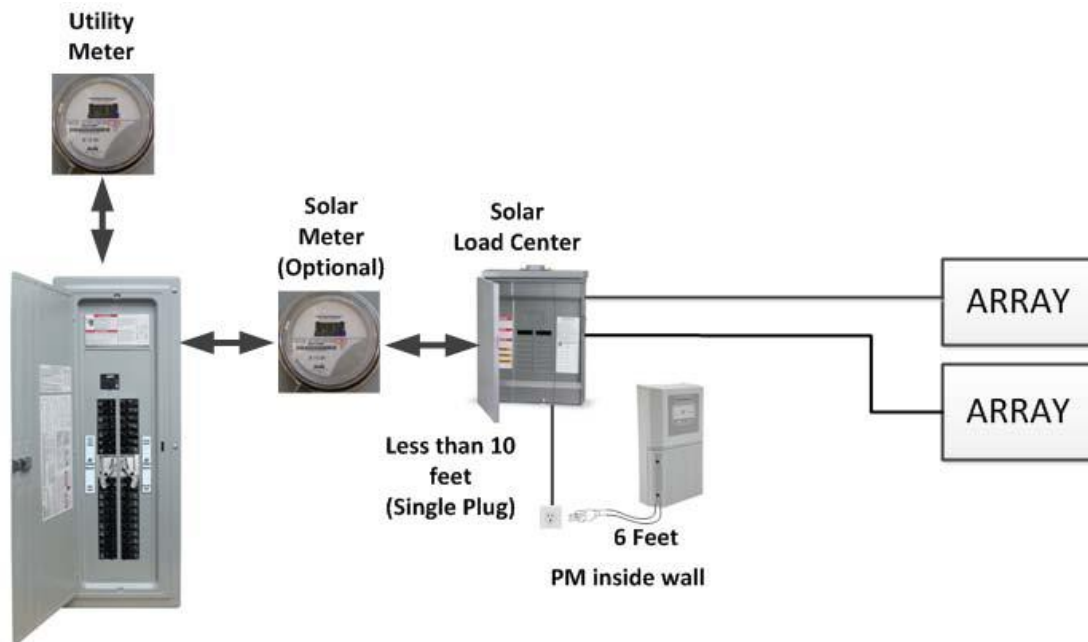 Utility
Meter
Solar
Meter
(Optional)
Solar
Load Center
ARRAY
ARRAY
Less than 10
feet
(Single Plug)
6 Feet
PM inside wall